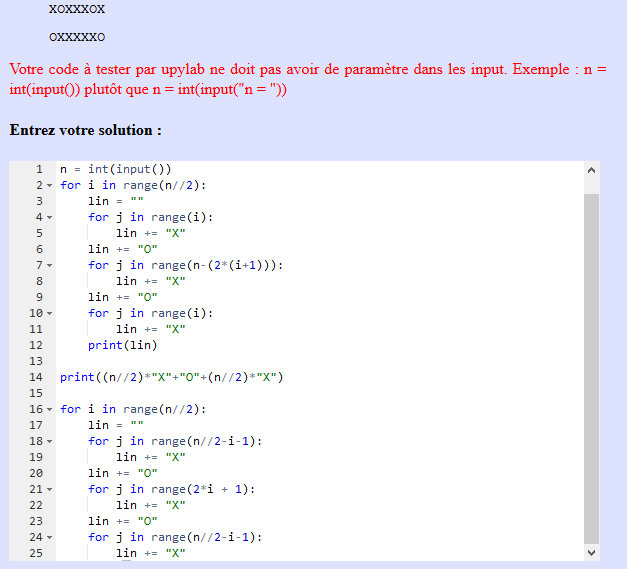 XOXXXOX
OXXXXXO
Votre code à tester par upylab ne doit pas avoir de paramètre dans les input. Exemple : n =
int(input()) plutôt que n = int(input("n = "))
Entrez votre solution :
1 n = int(input())
2 for i in range(n//2):
3     lin = ""
4     for j in range(i):
5         lin += "X"
6     lin += "O"
7     for j in range(n-(2*(i+1))):
8         lin += "X"
9     lin += "O"
10     for j in range(i):
11         lin += "X"
12     print(lin)
13
14 print((n//2)*"X"+"O"+(n//2)*"X")
15
16 for i in range(n//2):
17     lin = ""
18     for j in range(n//2-i-1):
19         lin += "X"
20     lin += "O"
21     for j in range(2*i + 1):
22         lin += "X"
23     lin += "O"
24     for j in range(n//2-i-1):
25         lin += "X"